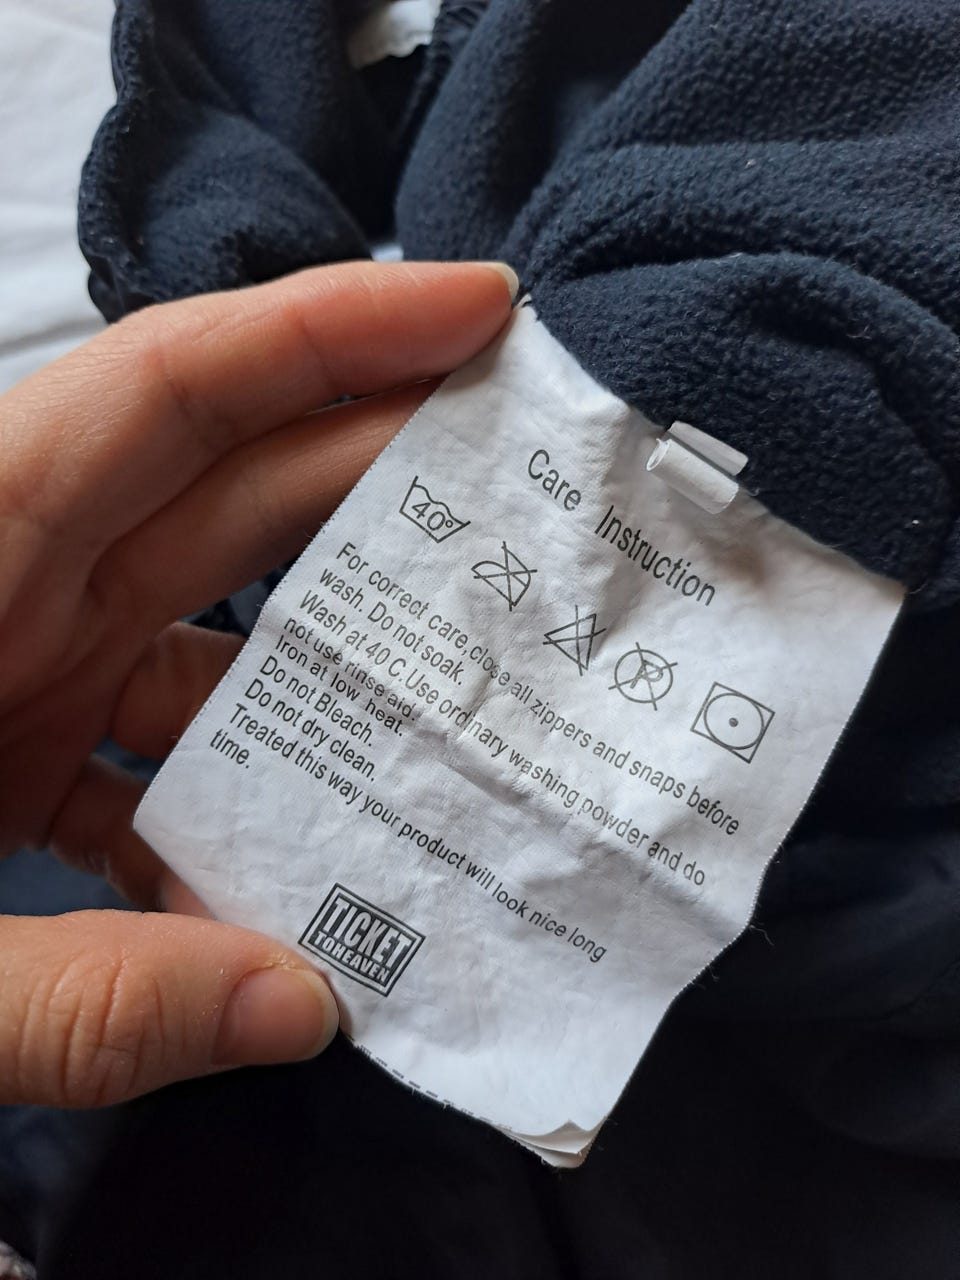 Care Instruction
40°
P
For correct care, close all zippers and snaps before
wash. Do not soak.
Wash at 40 C. Use ordinary washing powder and do
not use rinse aid.
Iron at low heat.
Do not Bleach.
Do not dry clean.
Treated this way your product will look nice long
time.
TICKET
TOHEAVEN